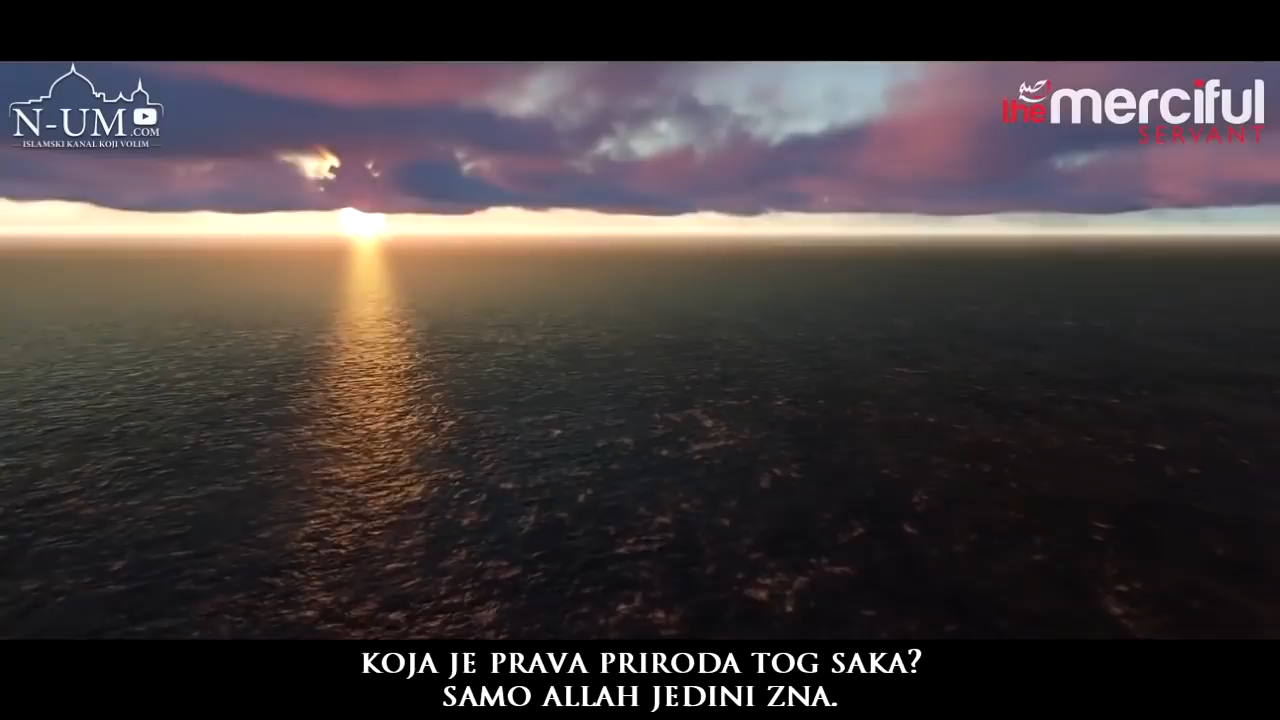 N-UM.COM
ISLAMSKI KANAL KOJI VOLIM
the merciful
SERVANT
KOJA JE PRAVA PRIRODA TOG SAKA?
SAMO ALLAH JEDINI ZNA.